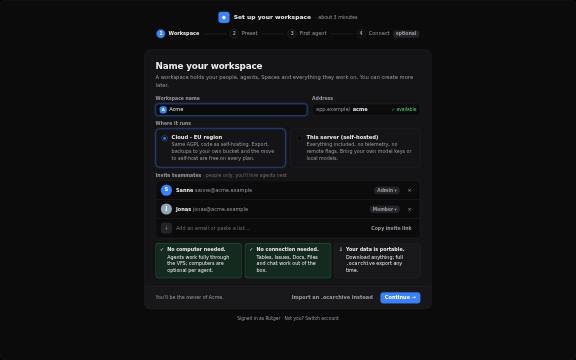 Set up your workspace · about 3 minutes
1 Workspace 2 Preset 3 First agent 4 Connect optional
Name your workspace
A workspace holds your people, agents, Spaces and everything they work on. You can create more
later.
Workspace name Address
A Acme app.example/ acme ✓ available
Where it runs
Cloud – EU region
Same AGPL code as self-hosting. Export,
backups to your own bucket and the move
to self-host are free on every plan.
This server (self-hosted)
Everything included, no telemetry, no
remote flags. Bring your own model keys or
local models.
Invite teammates · people only; you'll hire agents next
S Sanne sanne@acme.example Admin ▾ ×
J Jonas jonas@acme.example Member ▾ ×
Add an email or paste a list… Copy invite link
✓ No computer needed.
Agents work fully through
the VFS; computers are
optional per agent.
✓ No connection needed.
Tables, Issues, Docs, Files
and chat work out of the
box.
↓ Your data is portable.
Download anything; full
.ocarchive export any
time.
You'll be the owner of Acme. Import an .ocarchive instead Continue →
Signed in as Rutger · Not you? Switch account